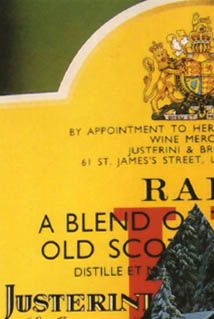 BY APPOINTMENT TO HER
WINE MERC
JUSTERINI & BR
61 ST. JAMES'S STREET, L
RA
A BLEND O
OLD SCO
DISTILLE ET
JUSTERINI